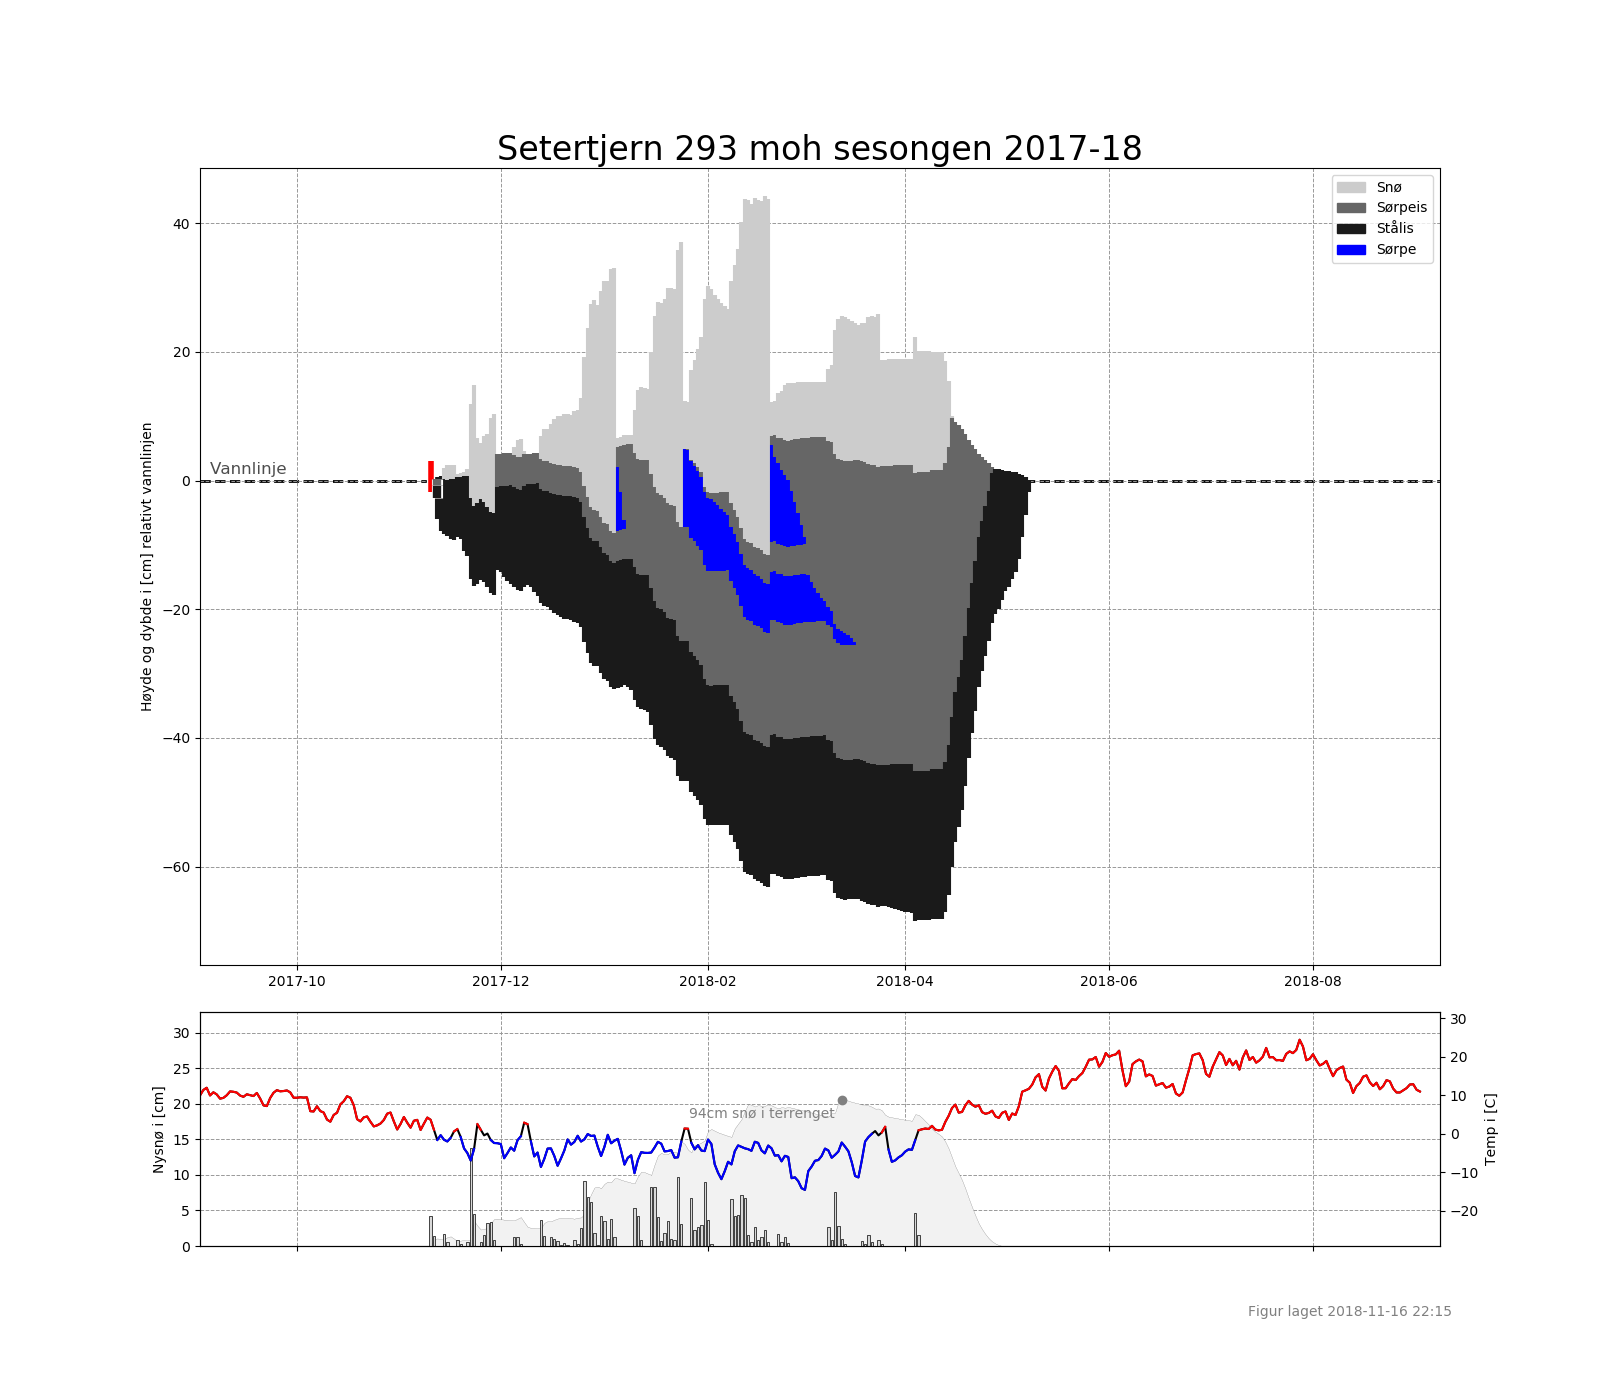 Setertjern 293 moh sesongen 2017-18
Snø
Sørpeis
Stålis
Sørpe
40
20
0
−20
−40
−60
Høyde og dybde i [cm] relativt vannlinjen
Vannlinje
2017-10 2017-12 2018-02 2018-04 2018-06 2018-08
30
25
20
15
10
5
0
Nysnø i [cm]
94cm snø i terrenget
30
20
10
0
−10
−20
Temp i [C]
Figur laget 2018-11-16 22:15